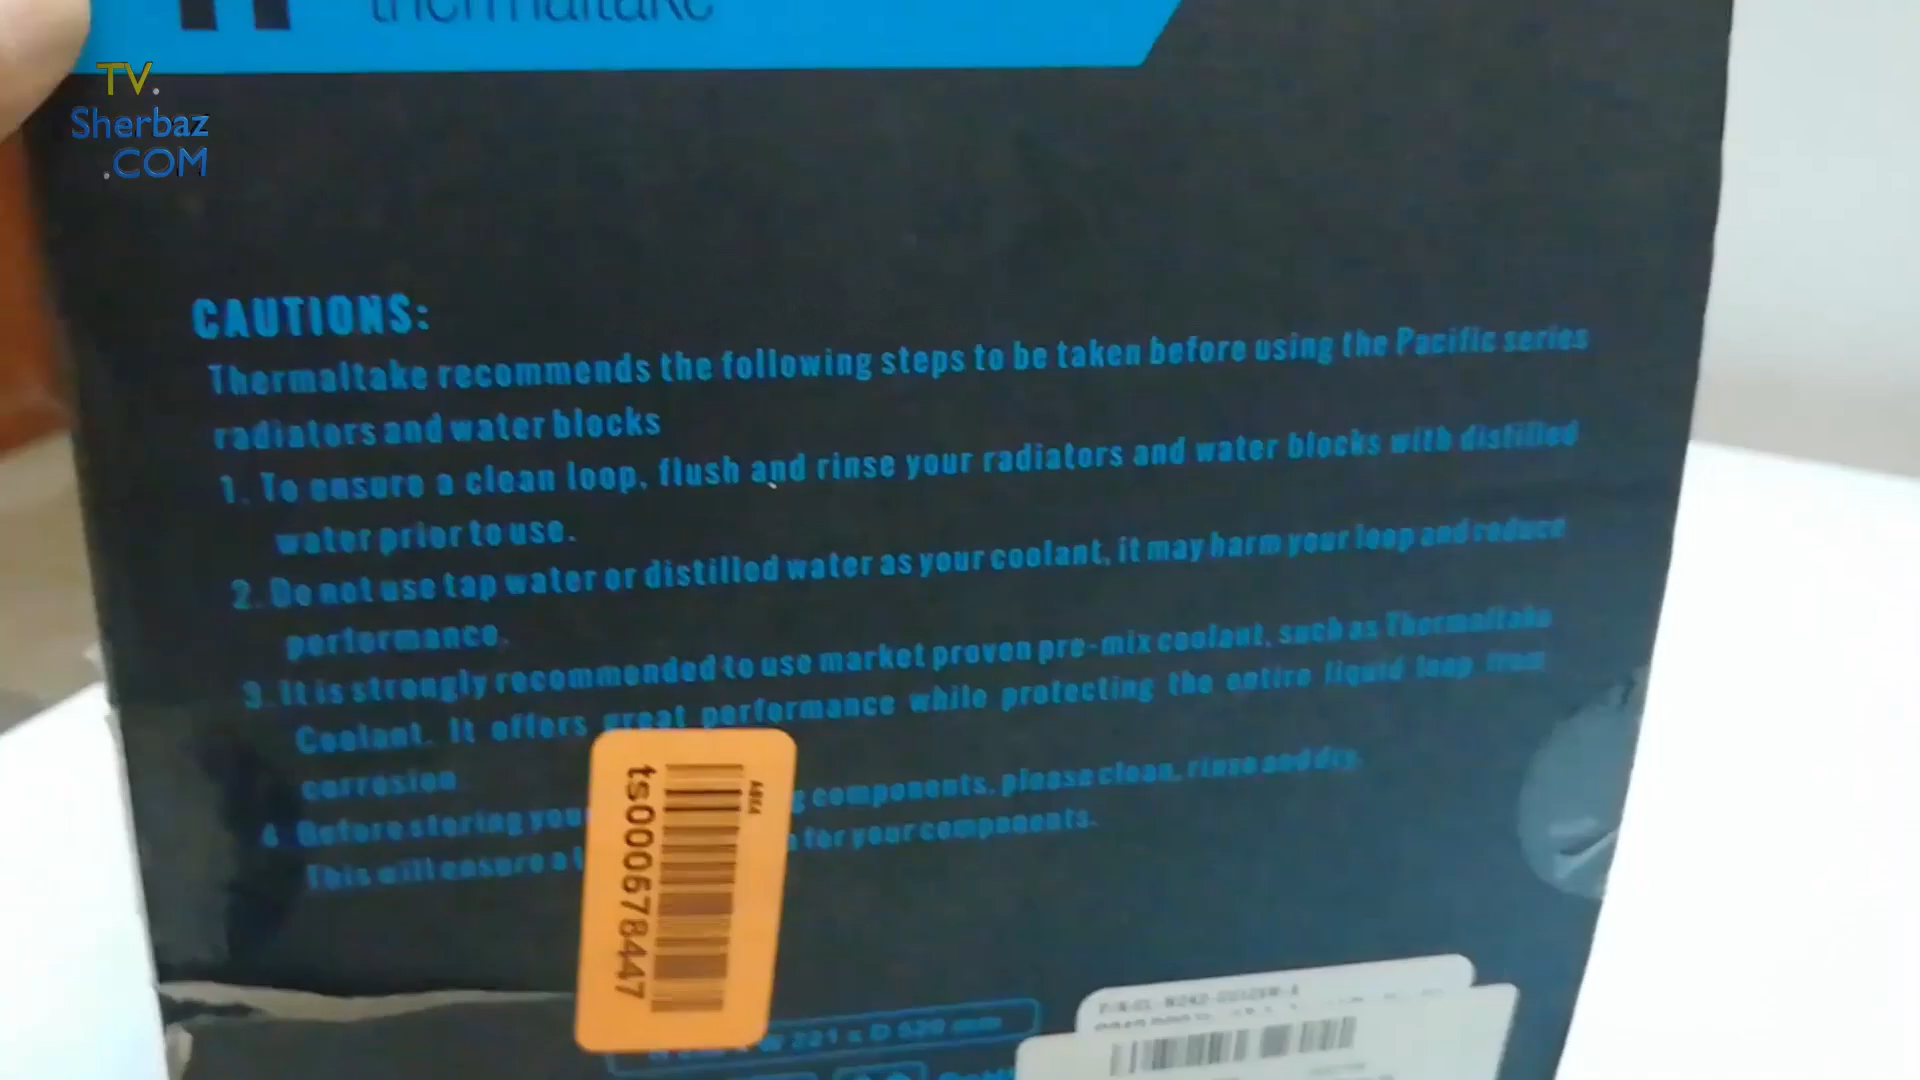 thermaltake
TV.
Sherbaz
.COM
CAUTIONS:
Thermaltake recommends the following steps to be taken before using the Pacific series
radiators and water blocks
1. To ensure a clean loop, flush and rinse your radiators and water blocks with distilled
water prior to use.
2. Do not use tap water or distilled water as your coolant, it may harm your loop and reduce
performance.
3. It is strongly recommended to use market proven pre-mix coolant, such as Thermaltake
Coolant. It offers great performance while protecting the entire liquid loop from
corrosion
4. Before storing you components, please clean, rinse and dry.
This will ensure a for your components.
ts000678447
W 221 x D